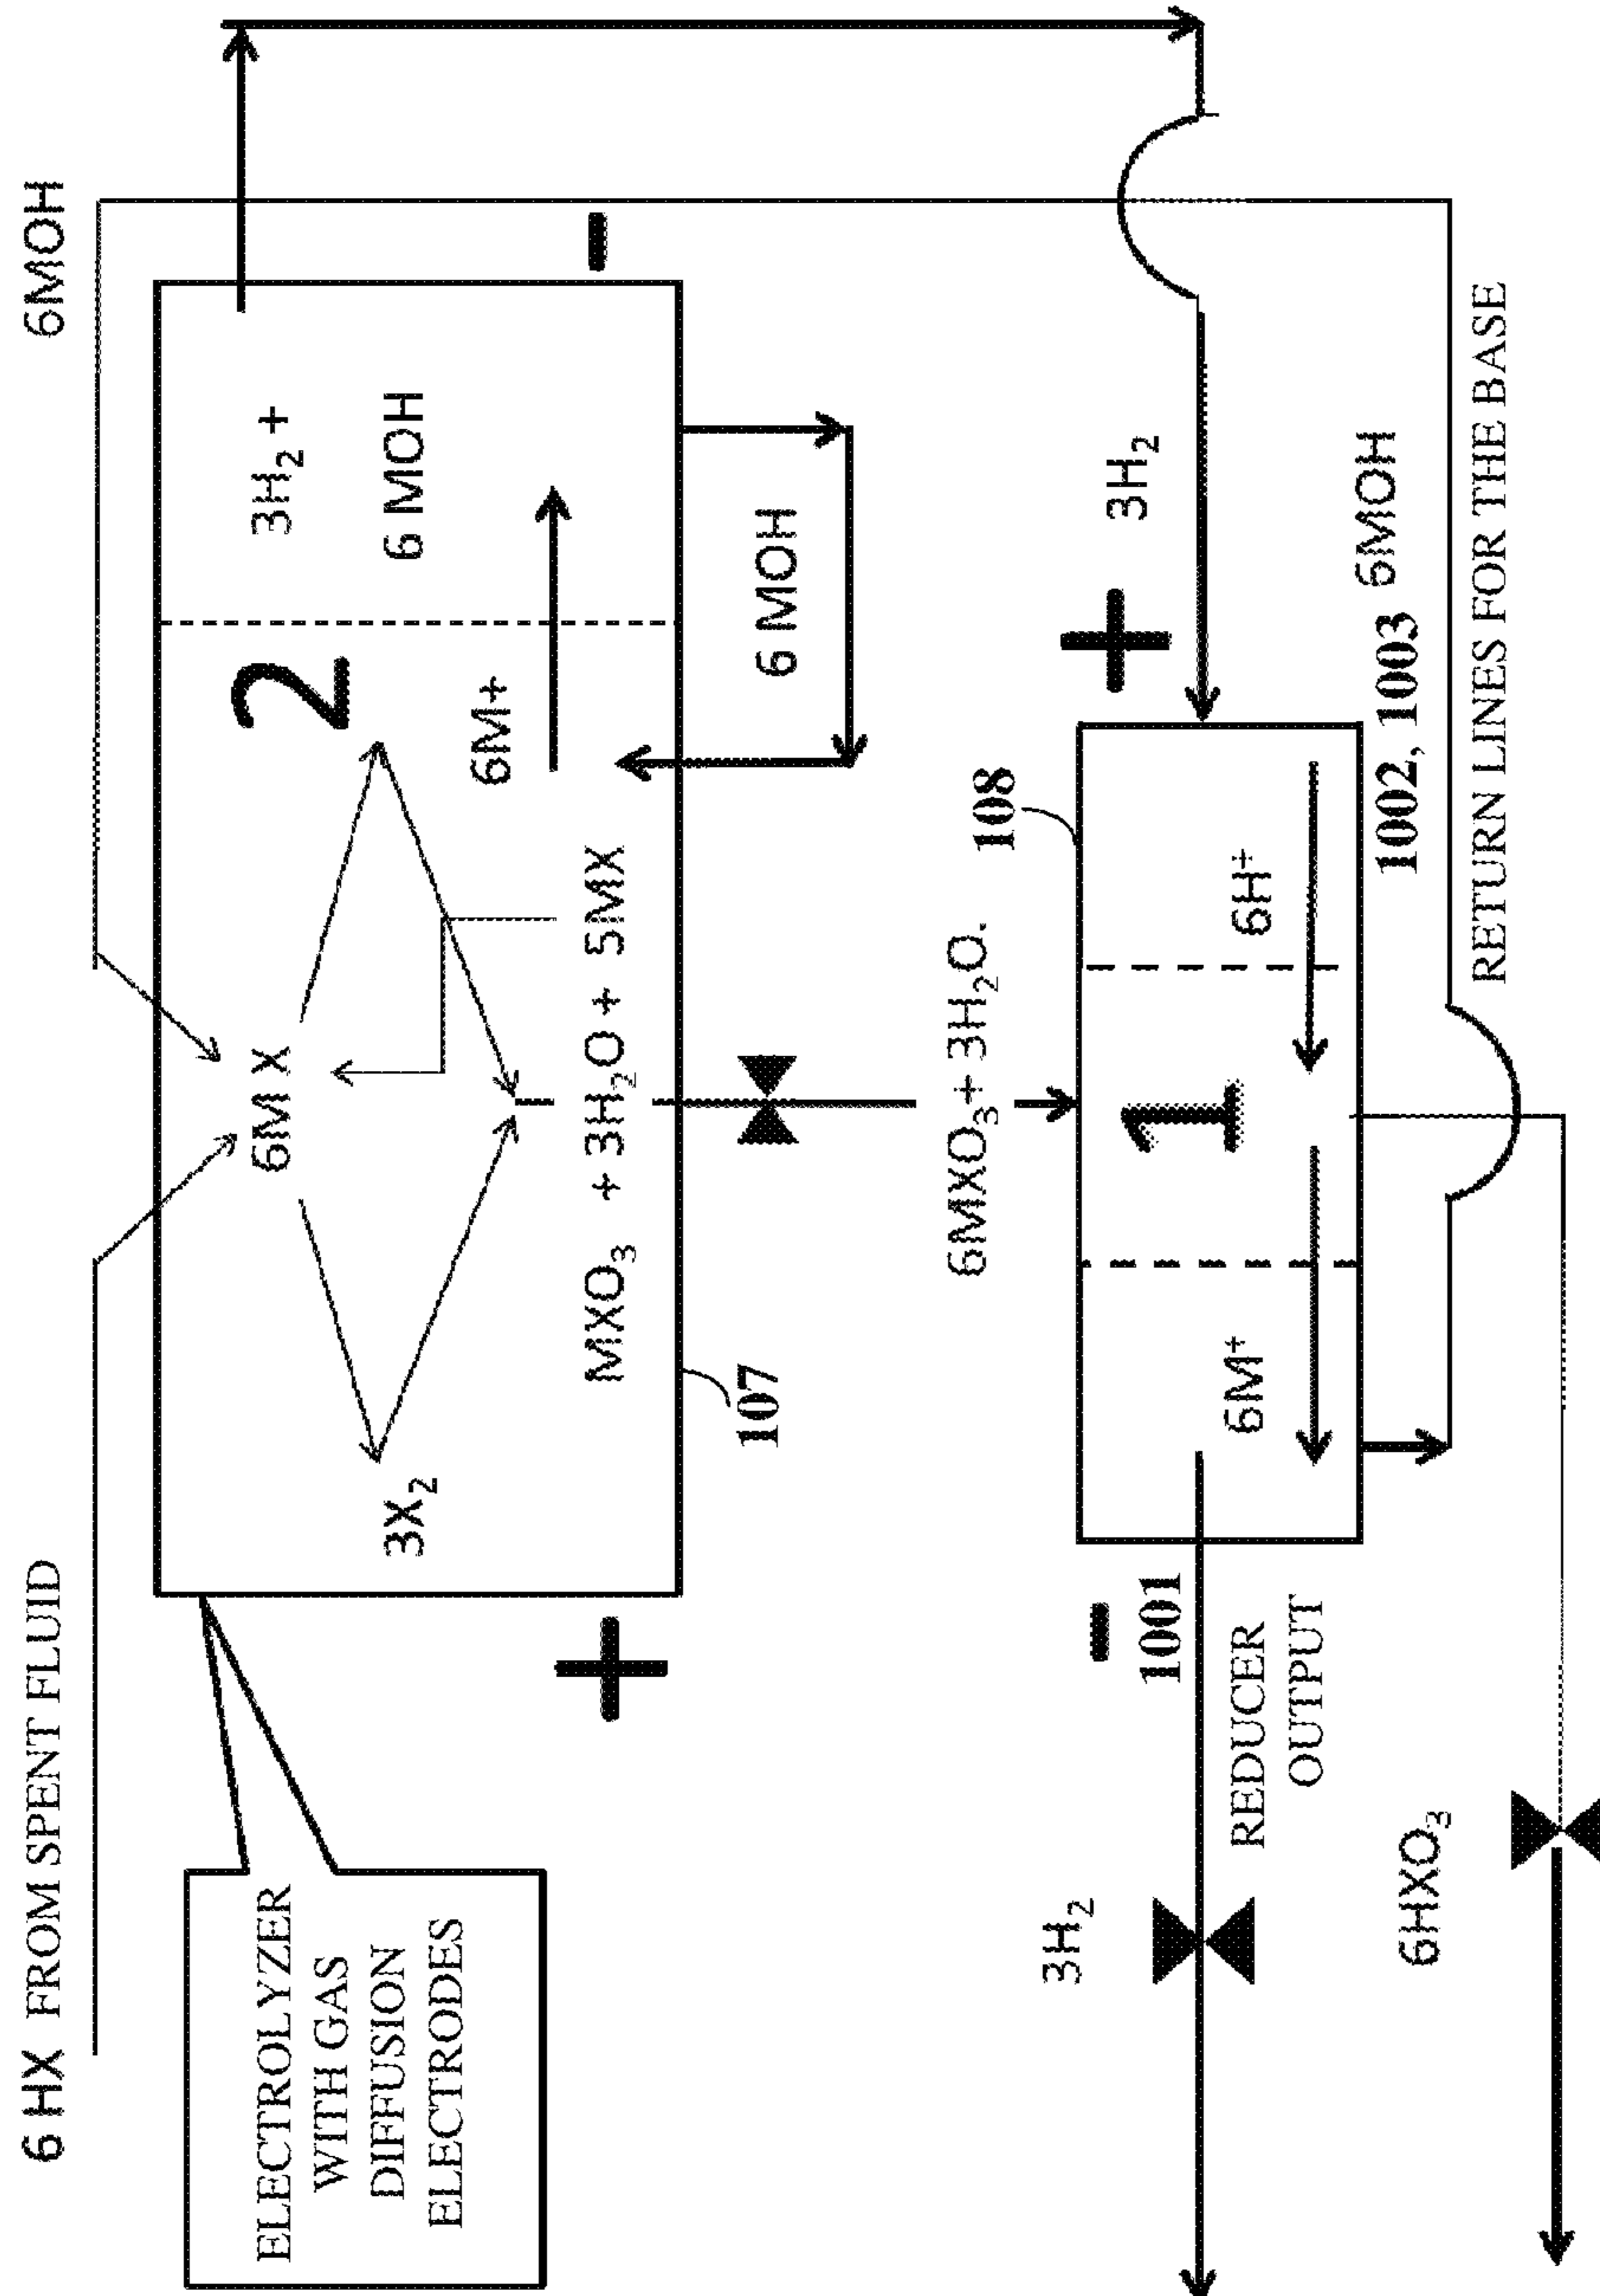 6 HX FROM SPENT FLUID
6MOH
ELECTROLYZER
WITH GAS
DIFFUSION
ELECTRODES
+
-
6M X
3X₂
2
3H₂ +
6 MOH
6M+
MXO₃ + 3H₂O + 5MX
107
6 MOH
6MXO₃+ 3H₂O.
108
+
3H₂
-
1001
3H₂
REDUCER
OUTPUT
1
6M⁺
6H⁺
1002, 1003
6MOH
6HXO₃
RETURN LINES FOR THE BASE